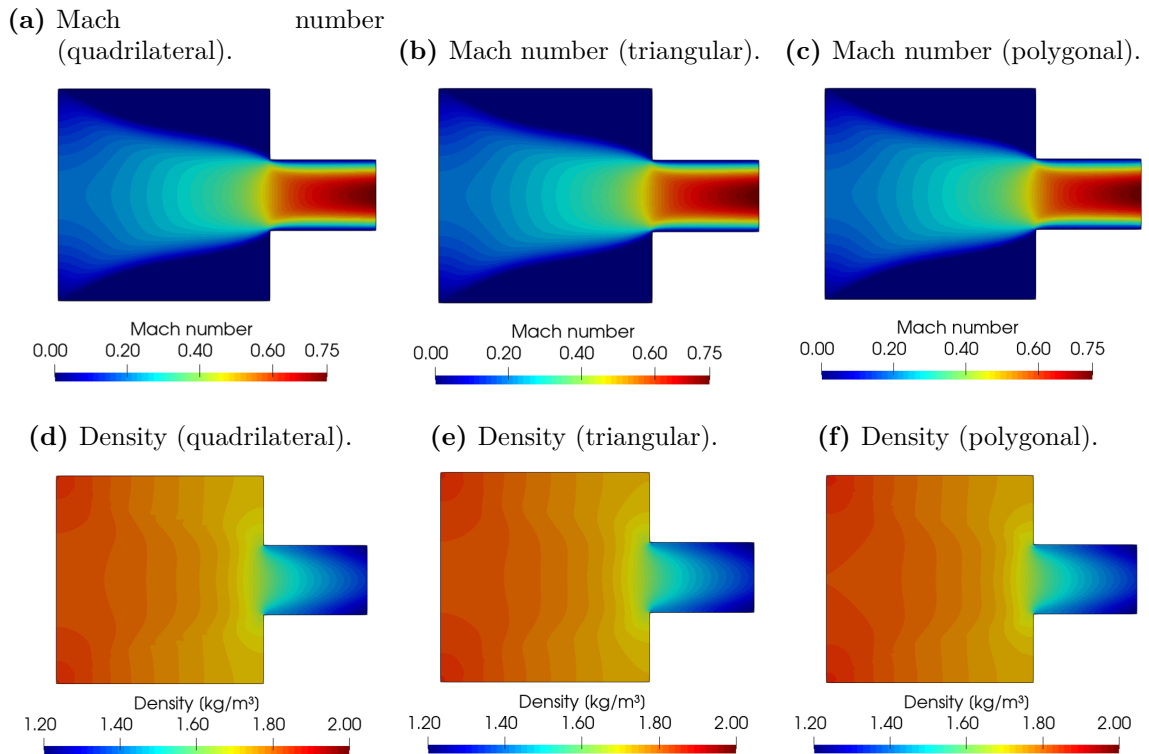 (a) Mach number
(quadrilateral).
(b) Mach number (triangular).
(c) Mach number (polygonal).
Mach number
0.00 0.20 0.40 0.60 0.75
Mach number
0.00 0.20 0.40 0.60 0.75
Mach number
0.00 0.20 0.40 0.60 0.75
(d) Density (quadrilateral).
(e) Density (triangular).
(f) Density (polygonal).
Density (kg/m³)
1.20 1.40 1.60 1.80 2.00
Density (kg/m³)
1.20 1.40 1.60 1.80 2.00
Density (kg/m³)
1.20 1.40 1.60 1.80 2.00